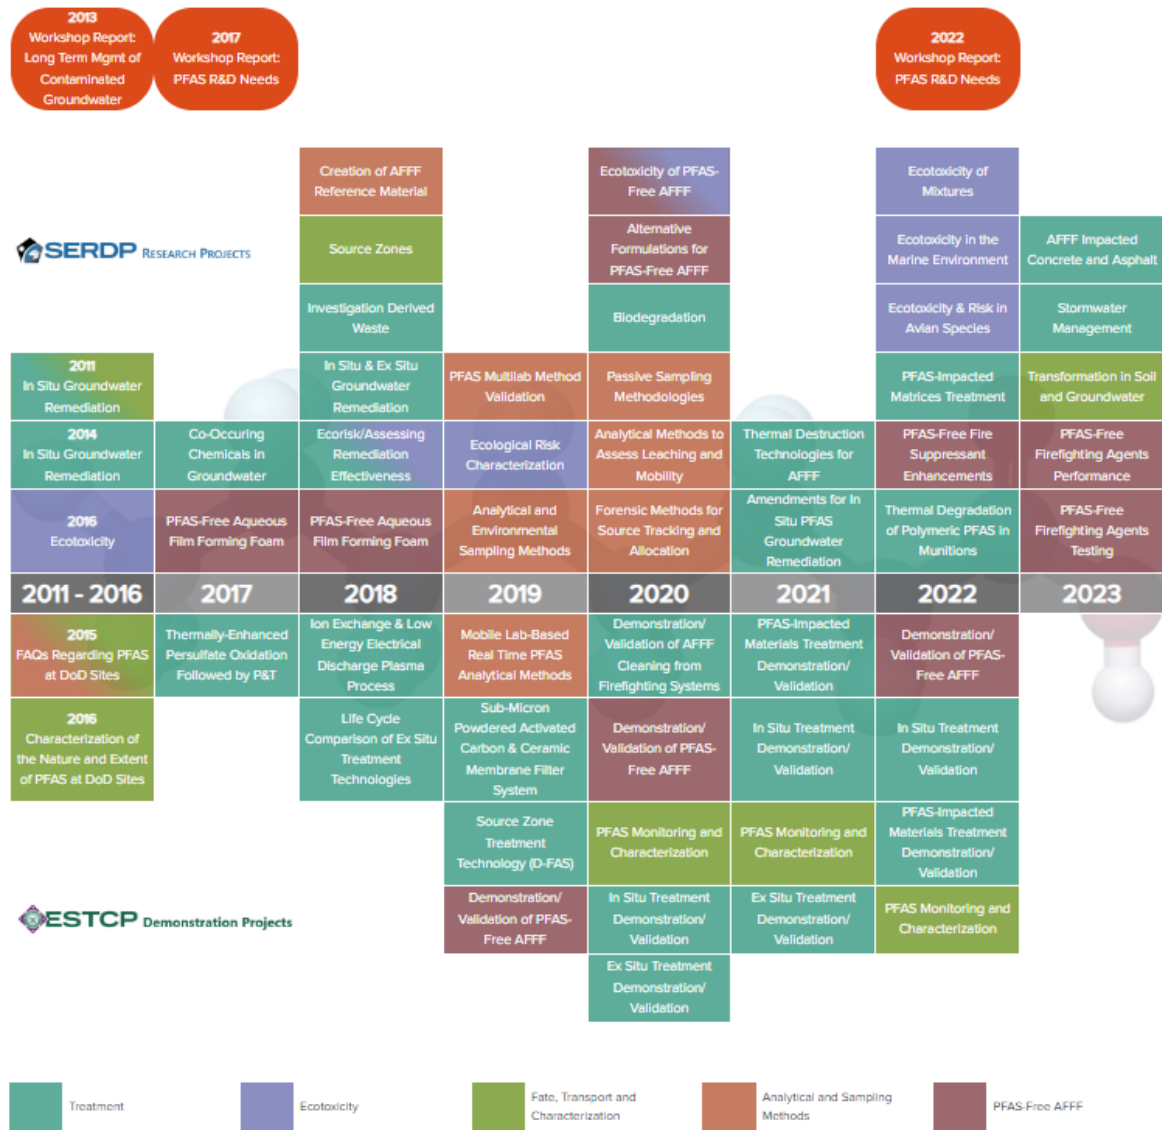 2013
Workshop Report:
Long Term Mgmt of
Contaminated
Groundwater
2017
Workshop Report:
PFAS R&D Needs
2022
Workshop Report:
PFAS R&D Needs
SERDP RESEARCH PROJECTS
2011
In Situ Groundwater
Remediation
2014
In Situ Groundwater
Remediation
2016
Ecotoxicity
Co-Occuring
Chemicals in
Groundwater
PFAS-Free Aqueous
Film Forming Foam
Creation of AFFF
Reference Material
Source Zones
Investigation Derived
Waste
In Situ & Ex Situ
Groundwater
Remediation
Ecorisk/Assessing
Remediation
Effectiveness
PFAS-Free Aqueous
Film Forming Foam
PFAS Multilab Method
Validation
Ecological Risk
Characterization
Analytical and
Environmental
Sampling Methods
Ecotoxicity of PFAS-
Free AFFF
Alternative
Formulations for
PFAS-Free AFFF
Biodegradation
Passive Sampling
Methodologies
Analytical Methods to
Assess Leaching and
Mobility
Forensic Methods for
Source Tracking and
Allocation
Thermal Destruction
Technologies for
AFFF
Amendments for In
Situ PFAS
Groundwater
Remediation
Ecotoxicity of
Mixtures
Ecotoxicity in the
Marine Environment
Ecotoxicity & Risk in
Avian Species
PFAS-Impacted
Matrices Treatment
PFAS-Free Fire
Suppressant
Enhancements
Thermal Degradation
of Polymeric PFAS in
Munitions
AFFF Impacted
Concrete and Asphalt
Stormwater
Management
Transformation in Soil
and Groundwater
PFAS-Free
Firefighting Agents
Performance
PFAS-Free
Firefighting Agents
Testing
2011 - 2016
2017
2018
2019
2020
2021
2022
2023
2015
FAQs Regarding PFAS
at DoD Sites
2016
Characterization of
the Nature and Extent
of PFAS at DoD Sites
Thermally-Enhanced
Persulfate Oxidation
Followed by P&T
Ion Exchange & Low
Energy Electrical
Discharge Plasma
Process
Life Cycle
Comparison of Ex Situ
Treatment
Technologies
Mobile Lab-Based
Real Time PFAS
Analytical Methods
Sub-Micron
Powdered Activated
Carbon & Ceramic
Membrane Filter
System
Source Zone
Treatment
Technology (D-FAS)
Demonstration/
Validation of PFAS-
Free AFFF
Demonstration/
Validation of AFFF
Cleaning from
Firefighting Systems
Demonstration/
Validation of PFAS-
Free AFFF
PFAS Monitoring and
Characterization
In Situ Treatment
Demonstration/
Validation
Ex Situ Treatment
Demonstration/
Validation
PFAS-Impacted
Materials Treatment
Demonstration/
Validation
In Situ Treatment
Demonstration/
Validation
PFAS Monitoring and
Characterization
Ex Situ Treatment
Demonstration/
Validation
Demonstration/
Validation of PFAS-
Free AFFF
In Situ Treatment
Demonstration/
Validation
PFAS-Impacted
Materials Treatment
Demonstration/
Validation
PFAS Monitoring and
Characterization
ESTCP Demonstration Projects
Treatment
Ecotoxicity
Fate, Transport and
Characterization
Analytical and Sampling
Methods
PFAS-Free AFFF